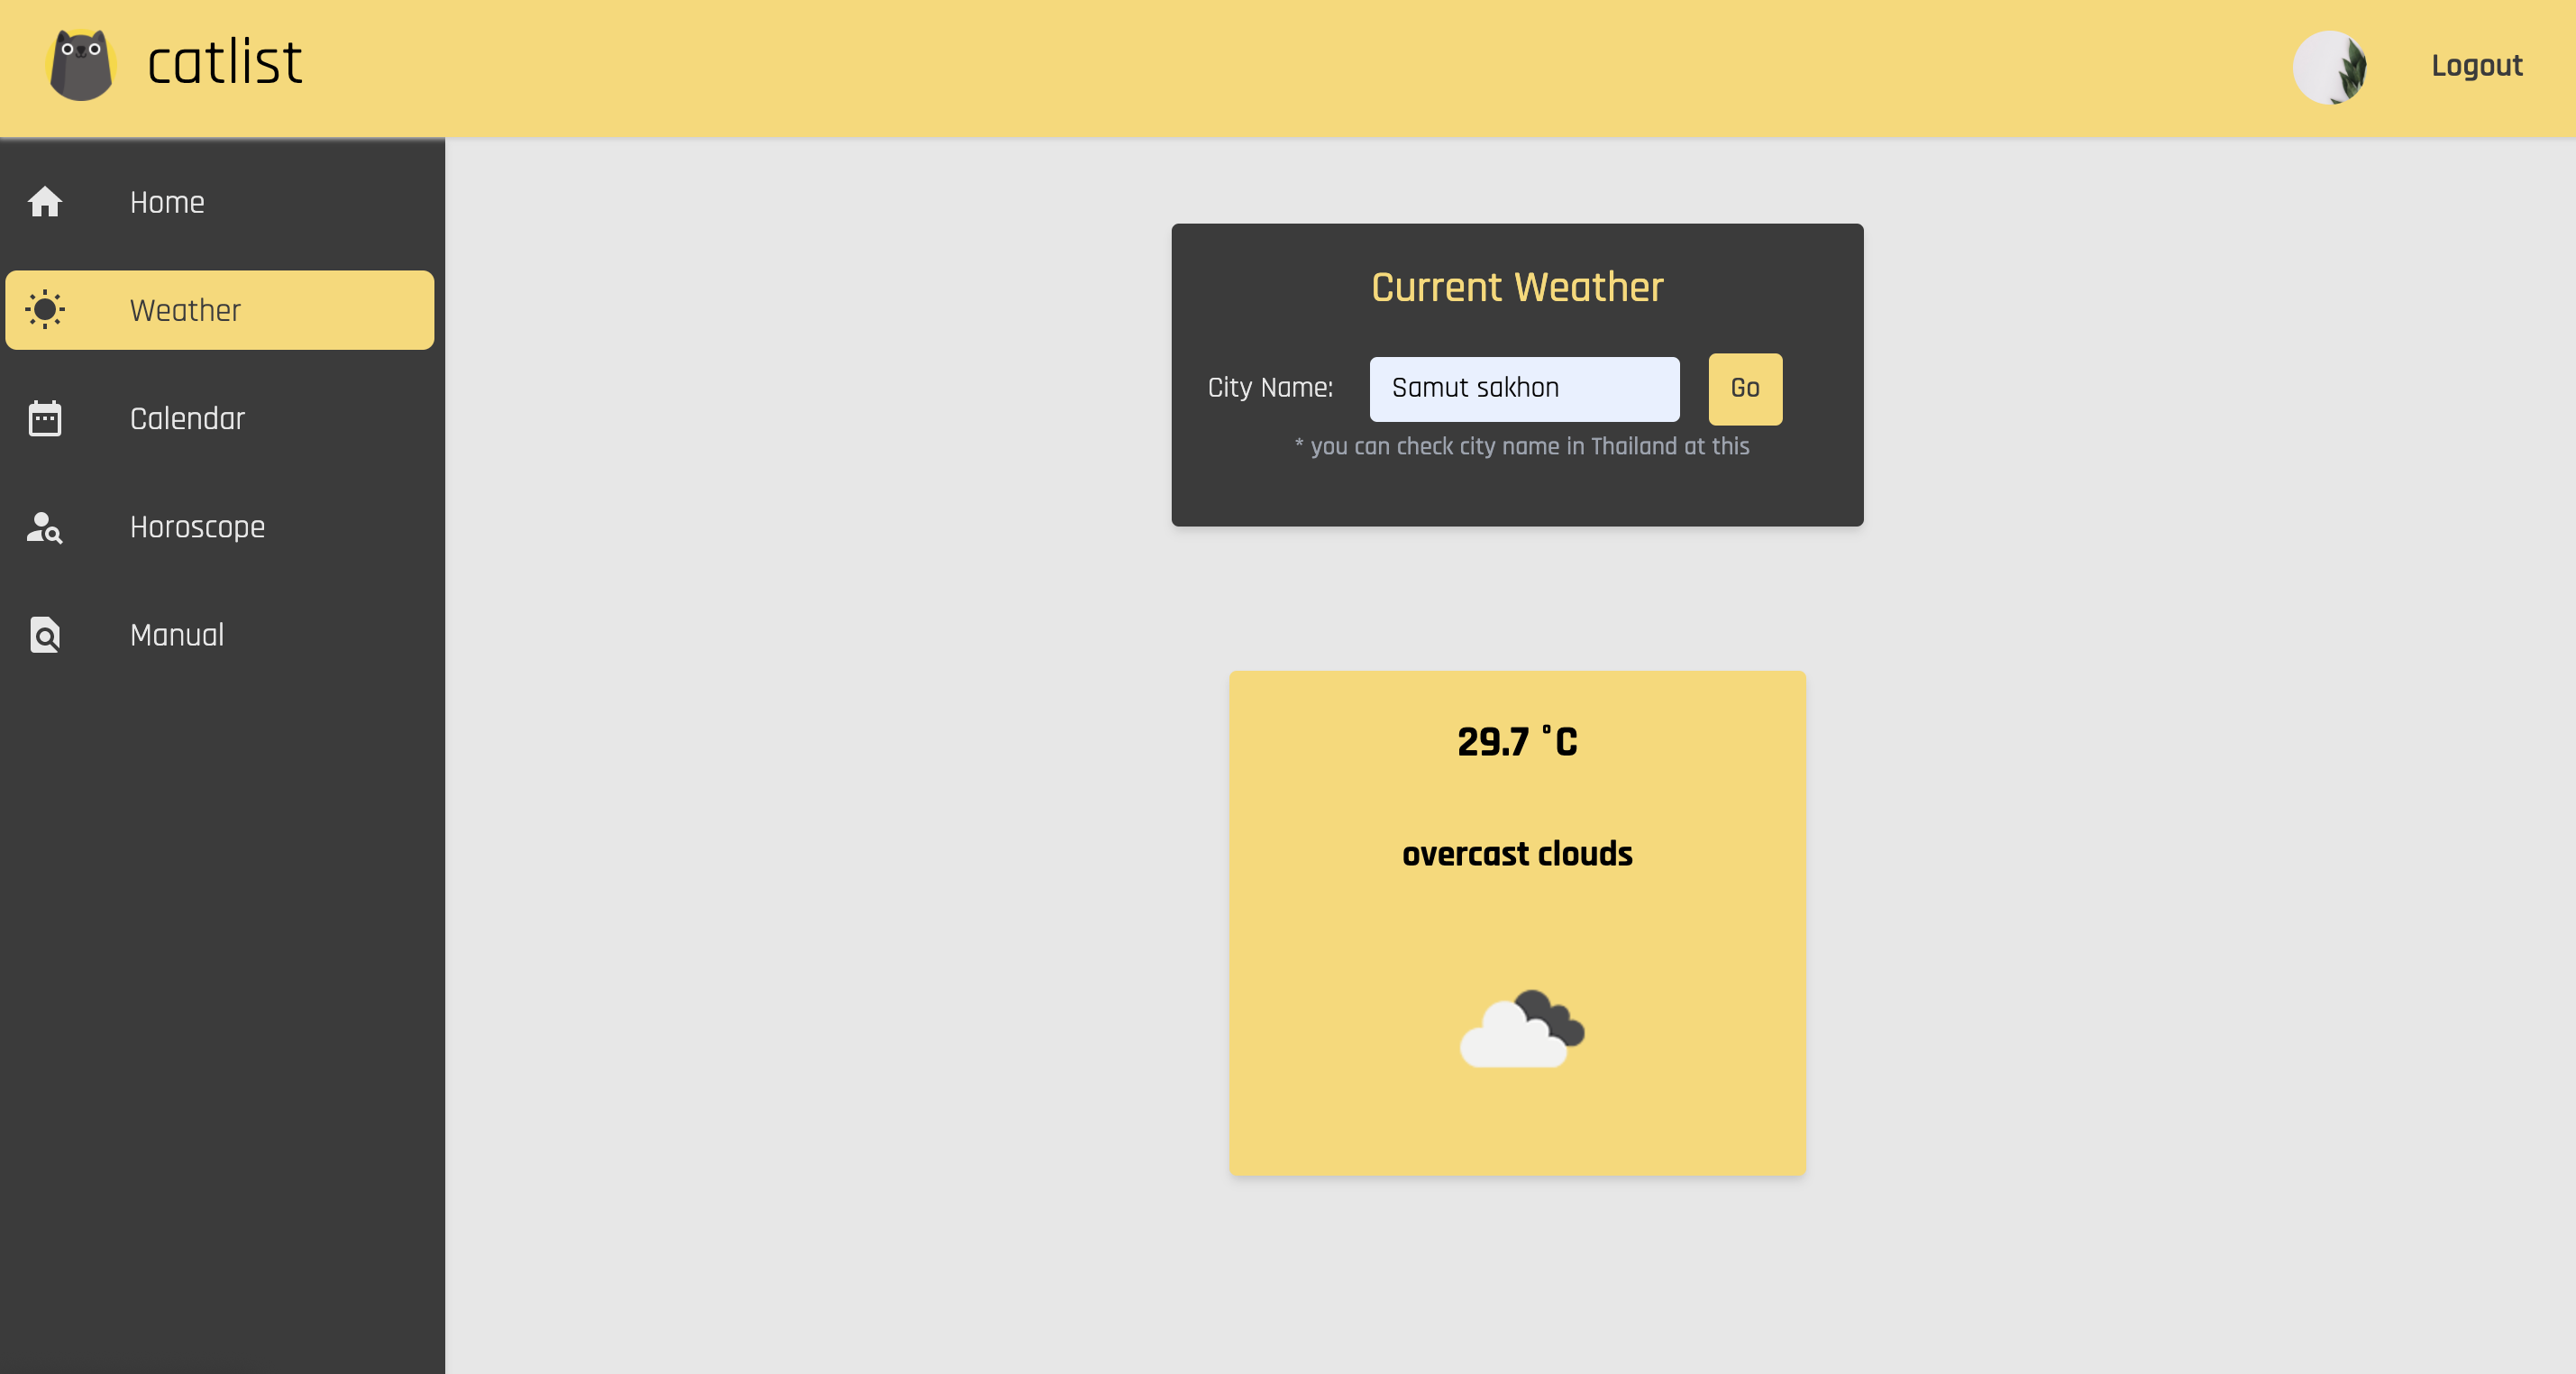 catlist
Logout
Home
Weather
Calendar
Horoscope
Manual
Current Weather
City Name: Samut sakhon Go
* you can check city name in Thailand at this
29.7 °C
overcast clouds